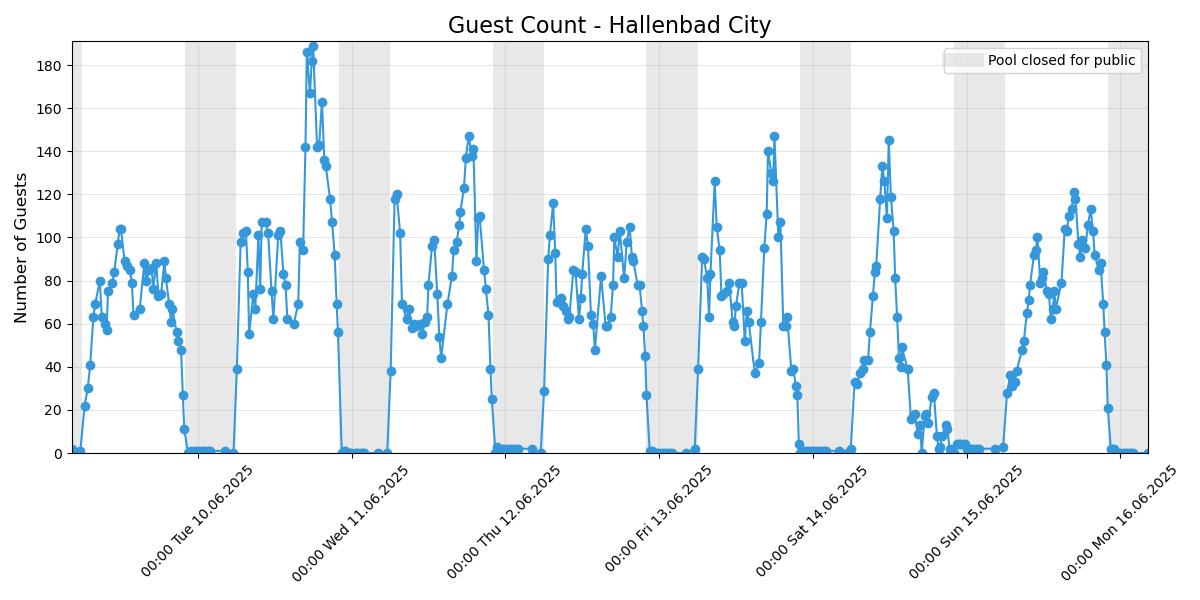 Guest Count - Hallenbad City
Pool closed for public
Number of Guests
180
160
140
120
100
80
60
40
20
0
00:00 Tue 10.06.2025
00:00 Wed 11.06.2025
00:00 Thu 12.06.2025
00:00 Fri 13.06.2025
00:00 Sat 14.06.2025
00:00 Sun 15.06.2025
00:00 Mon 16.06.2025